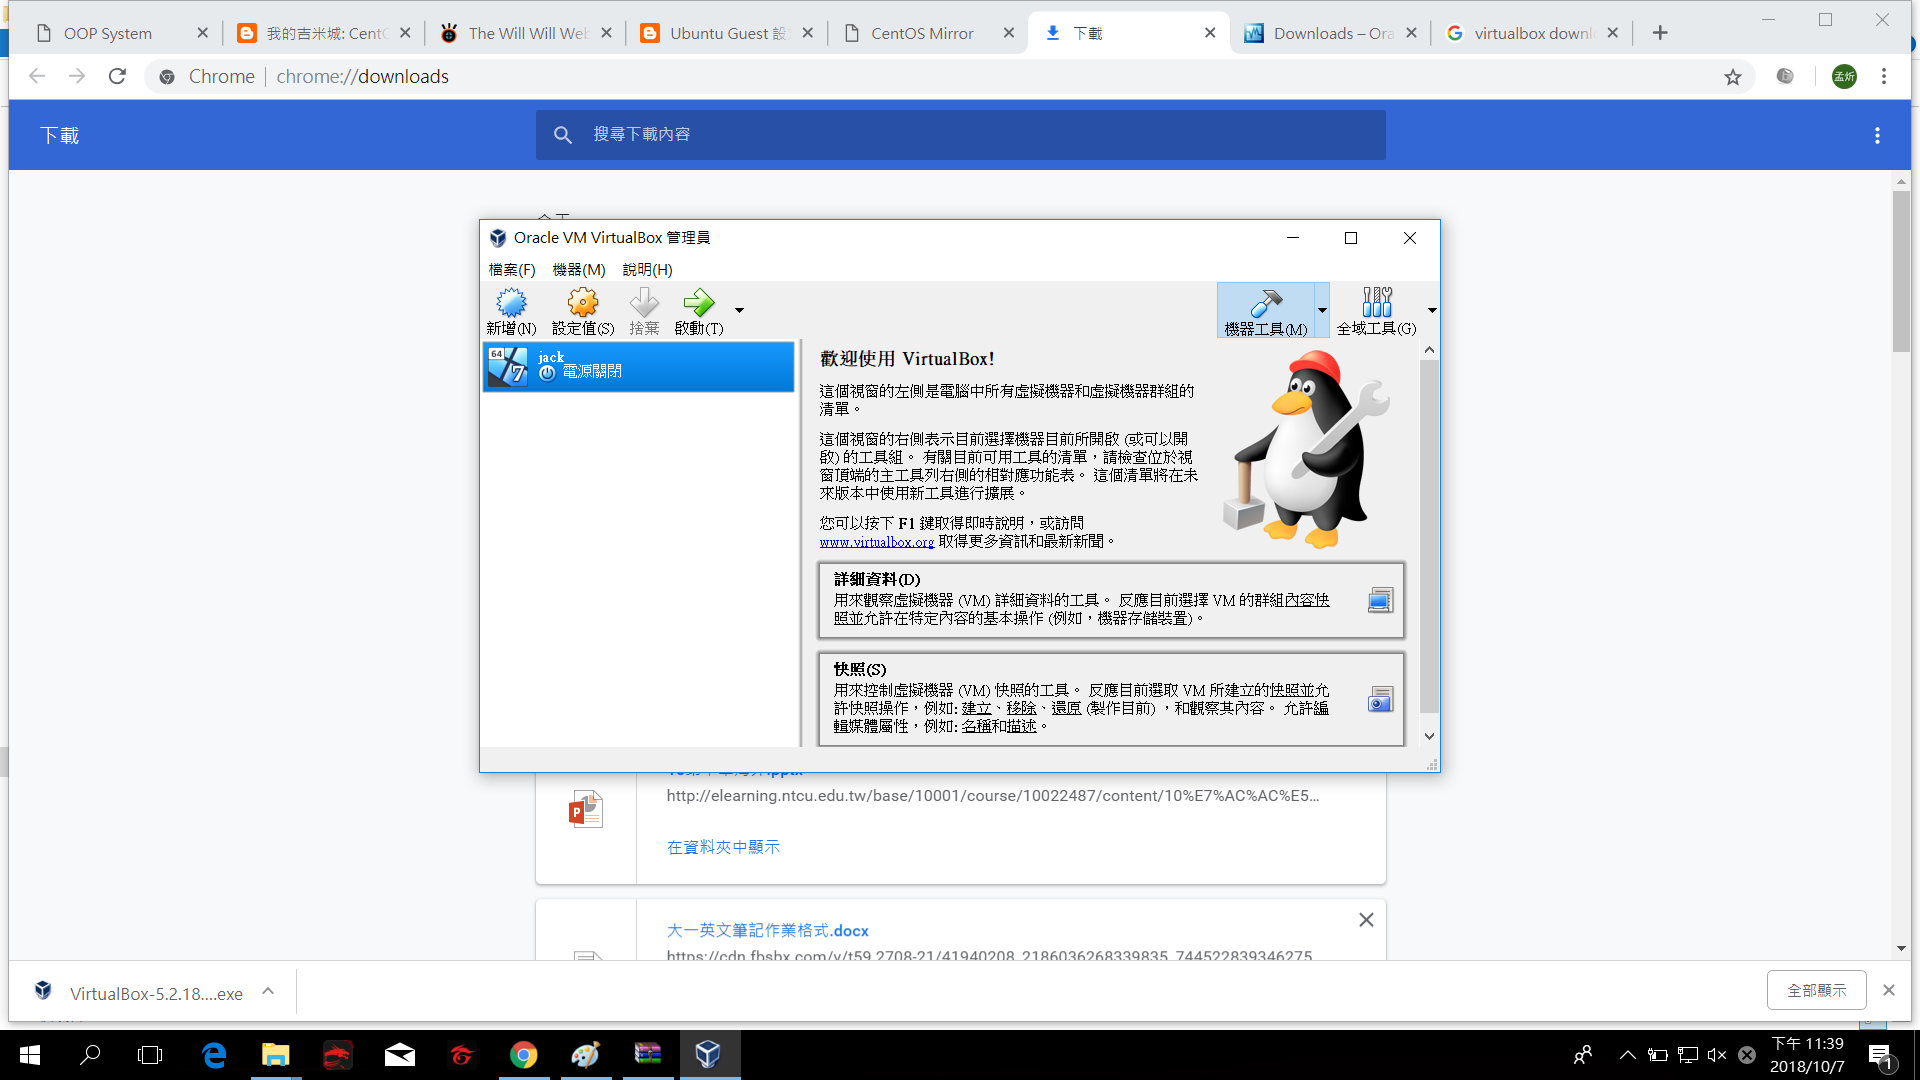 OOP System
我的吉米城: Cent
The Will Will Web
Ubuntu Guest 設
CentOS Mirror
下載
Downloads – Ora
virtualbox downl
Chrome
chrome://downloads
孟炘
下載
搜尋下載內容
Oracle VM VirtualBox 管理員
檔案(F) 機器(M) 說明(H)
新增(N) 設定值(S) 捨棄 啟動(T) 機器工具(M) 全域工具(G)
64
7
jack
電源關閉
歡迎使用 VirtualBox!
這個視窗的左側是電腦中所有虛擬機器和虛擬機器群組的
清單。
這個視窗的右側表示目前選擇機器目前所開啟 (或可以開
啟) 的工具組。 有關目前可用工具的清單，請檢查位於視
窗頂端的主工具列右側的相對應功能表。 這個清單將在未
來版本中使用新工具進行擴展。
您可以按下 F1 鍵取得即時說明，或訪問
www.virtualbox.org 取得更多資訊和最新新聞。
詳細資料(D)
用來觀察虛擬機器 (VM) 詳細資料的工具。 反應目前選擇 VM 的群組內容快
照並允許在特定內容的基本操作 (例如，機器存儲裝置)。
快照(S)
用來控制虛擬機器 (VM) 快照的工具。 反應目前選取 VM 所建立的快照並允
許快照操作，例如: 建立、移除、還原 (製作目前) ，和觀察其內容。 允許編
輯媒體屬性，例如: 名稱和描述。
http://elearning.ntcu.edu.tw/base/10001/course/10022487/content/10%E7%AC%AC%E5...
在資料夾中顯示
大一英文筆記作業格式.docx
https://cdn.fbsbx.com/v/t59.2708-21/41940208_2186036268339835_744522839346275
VirtualBox-5.2.18....exe
全部顯示
下午 11:39
2018/10/7
1